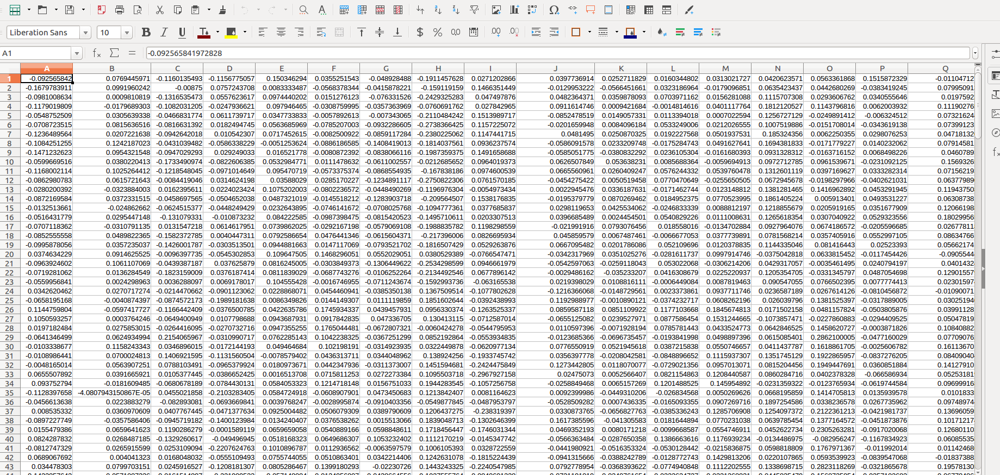 Liberation Sans 10
A1 -0.092565841972828
A B C D E F G H I J K L M N O P Q
1 -0.092565842 0.0769445971 -0.1160135493 -0.1156775057 0.150346294 0.0355251543 -0.048928488 -0.1911457628 0.0271202866 0.0397736914 0.0252711829 0.0160344802 0.0313021727 0.0420623571 0.0563361868 0.1515872329 -0.01104712
2 -0.1679783911 0.0991960242 -0.00875 0.0757243708 0.0083333487 -0.0568378344 -0.0415878221 -0.159119159 0.1466351449 -0.0129953222 -0.0566451661 0.0323186964 -0.0179096851 0.0635423437 0.0442680269 -0.0383419245 0.07995091
3 -0.0981008634 0.0009810819 -0.1316535473 0.0557623617 0.0974440202 0.0151276123 -0.076331526 -0.2429325283 0.047497876 0.0482364371 0.0359878093 0.0703971162 0.0156281088 0.1115707308 0.0293606762 0.0340555646 0.0197592
4 -0.1179019809 -0.0179689303 -0.1082031205 -0.0247936621 0.097946465 -0.0308759995 -0.0357363969 -0.0760691762 0.027842965 0.0911614746 0.0009421684 -0.0014814616 0.0401117764 0.1812120527 0.1143796816 0.0062003932 0.11190276
5 -0.0548752509 0.0305639338 -0.0466831774 0.0611739717 0.0347733833 -0.0057892613 -0.007343065 -0.2110484242 0.1513989717 -0.0852478519 0.0149057331 0.0113394018 0.0007022594 0.1256727129 -0.0249891412 -0.006324512 0.07321624
6 -0.0708723515 0.0815636516 -0.0816631392 0.0182494745 0.0563685969 -0.0785207003 -0.0932286605 -0.2738366425 0.1157225072 -0.0201659948 0.0084096184 0.0533249006 0.0212026555 0.1007519886 -0.0151708014 -0.0343619138 0.07399123
7 -0.1236489564 0.0207221638 -0.0942642018 0.010542307 0.0717452615 -0.0082500922 -0.0859117284 -0.2380225062 0.1147441715 0.0481495 0.0250870325 0.0192227568 0.0501937531 0.185324356 0.0062250355 0.0298076253 0.04718132
8 -0.1084251255 0.1242187023 -0.0431039482 -0.0586338229 -0.0051253624 -0.0886186585 -0.1408419013 -0.1814037561 0.0936237574 -0.0586091578 0.0233209748 -0.0175284743 0.0491627641 0.1694381833 -0.0171779227 0.0140232062 0.07914581
9 -0.1471232623 0.0954321548 -0.0947029293 0.029249033 0.016521778 -0.0080872392 -0.0838066116 -0.1987359375 0.1491658688 -0.0585051775 -0.0380832292 0.0236105304 -0.0161680393 0.0931328312 -0.0163716152 0.0068498226 0.0460789
10 -0.0599669516 0.0380220413 -0.1733490974 -0.0822606385 0.0532984771 0.0111478632 -0.0611002557 -0.0212685652 0.0964019373 0.0626507849 0.053638231 0.0085688364 -0.0059694913 0.0972712785 0.0961539671 -0.0231092125 0.1569326
11 -0.1168002114 0.1025264412 -0.1218548045 -0.0971014649 0.095470719 -0.0573375374 -0.0868554935 -0.167838186 0.0974600539 0.0665560961 0.0260409247 0.0576244332 0.0539760478 0.1312601119 0.0397169627 0.0333282314 0.07156219
12 -0.0862980783 0.0615721643 -0.0084419046 0.0314624198 0.03588029 0.0285170227 -0.1234891117 -0.2750822306 0.0761570185 -0.0454275422 0.0050519458 0.0770470649 -0.0255650505 0.0672945678 -0.0198297966 -0.0402621031 0.06377989
13 -0.0280200392 -0.0323884003 0.0162395611 0.0224023424 0.1075202003 -0.0802236572 -0.0448490269 -0.1196976304 -0.0054973434 0.0022945476 0.0336187631 -0.0171462744 0.0123148812 0.1381281465 0.1416962892 0.0453291945 0.11943750
14 -0.0872169584 0.0372331515 -0.0458697565 -0.0504652038 0.0487321019 -0.0145518212 -0.1283903718 -0.209564507 0.1538176835 -0.0195379779 0.0870269462 0.0184952375 0.0770523995 0.1861405224 0.005913401 0.0493531227 0.06308738
15 -0.0132513661 -0.024862662 -0.0624515377 -0.0448249429 0.0232643895 -0.0746141672 -0.0708025768 -0.1094777361 0.0377685837 0.0298119653 0.0425534062 -0.0246833339 0.0088812197 0.1218855679 0.0205919165 0.0351677909 0.12066198
16 -0.0516431779 0.0295447148 -0.131079331 -0.010873232 0.084222585 -0.0987398475 -0.0815420523 -0.1495710611 0.0203307513 0.0396685489 0.0024454501 0.0540829226 0.0111008631 0.1265618354 0.0307040922 0.0529323556 0.18029956
17 -0.0707118362 -0.0310791135 0.0131547218 0.0614617951 0.0739862025 -0.0292167198 -0.0579069108 -0.1988835782 0.1198298559 -0.021991916 0.0793076456 0.018558016 -0.0134702884 0.0927964076 0.0674186572 -0.0205596685 0.02677811
18 -0.0852555558 0.0489822365 -0.1582372785 0.0040447311 0.0792586654 0.0476441346 -0.0615604371 -0.217396006 0.0826695934 0.045859579 0.0067487461 -0.0066677053 0.0377739891 0.0781568214 0.0357405916 0.0552997105 0.08634766
19 -0.0995878056 0.0357235037 -0.1426001787 -0.0303513501 0.0944881663 0.0147117069 -0.0793521702 -0.1816507429 0.0529263876 0.0667095482 0.0201786086 0.052109696 0.0120378835 0.1144335046 0.081416443 0.02523393 0.05662174
20 0.0374634229 0.0914625525 -0.0096397735 -0.0545302853 0.109647505 0.1468296051 0.0552029051 0.0380529389 -0.0766547471 -0.0342317969 0.0351025276 -0.0281611737 0.0997914746 -0.0375042818 0.0633815452 -0.0117454426 -0.0905544
21 -0.0963924602 0.1061107069 -0.0439387187 0.037625879 0.0816245005 -0.0303849373 -0.1306449622 -0.2534298599 0.0946661979 -0.0542597063 -0.0259118043 0.053022068 -0.0306214206 0.0429317057 -0.0035461495 0.0240794197 0.0401432
22 -0.0719281062 0.0136284549 -0.1823159009 0.0376187414 0.0811839029 -0.0687743276 -0.0106252264 -0.2134492546 0.0677896142 -0.0029486162 -0.035233207 0.0416308679 0.0225220937 0.1205354705 -0.0331345797 0.0487054698 0.12901557
23 -0.0559956841 0.0024298963 0.0036288097 0.0069178017 0.104555428 -0.0016746955 -0.0711243674 -0.1592993736 -0.063165538 0.0219398029 0.0108816111 -0.0006449084 0.0087819463 0.090547055 0.0766502395 0.0077774413 0.02301597
24 0.0342620462 0.0270717274 -0.0214470662 -0.0901123062 0.0228868071 0.0454460941 -0.0385350138 0.1367509514 -0.1077802628 -0.1216366068 -0.0148729561 0.0023373861 0.0937711746 0.0236587189 0.0267614126 -0.0810456872 -0.01090071
25 -0.0658195168 -0.0040874397 -0.0874572173 -0.1989181638 0.0086349826 0.0144149307 0.0111119859 0.1851602644 -0.0392438993 0.1192988977 -0.0010890121 -0.0374232717 0.0608262196 0.026039796 0.1381525397 -0.0317889005 0.03025194
26 0.1144759804 -0.0597417727 -0.1166442409 -0.0376500785 0.0422635786 0.1745934337 0.0439457931 0.0956330374 -0.1263525337 0.0859587118 0.0851109922 0.1177103668 0.1845674813 0.0171502158 0.0481157824 -0.0503805876 0.03991128
27 0.1050593257 0.0003764246 -0.0649400949 0.0107798688 0.0943687931 0.0917842835 0.047336705 0.130413115 -0.0712587014 -0.0655125082 0.0239527971 0.0877586454 0.1531244665 -0.1073857471 -0.0227860883 -0.0294409525 0.05047819
28 0.0197182484 0.0275853015 -0.0264416095 -0.0270732716 0.0947355255 0.1765044481 -0.0672807321 -0.0060424278 -0.0544795953 0.0110597396 -0.0071928194 0.0785781443 0.0433524773 0.0642846525 0.1458620727 -0.0003871826 0.10840882
29 -0.0641346499 0.0624934994 0.2154065967 -0.0310990717 0.0762285143 0.1042238325 -0.0367251299 0.0852192864 -0.0553934835 -0.0123685366 -0.0696735457 -0.0193841998 0.0498897396 0.0615085401 0.2862100005 -0.0477160029 0.07709076
30 -0.0103338677 0.1158243343 0.0346896015 -0.0172144193 0.049464684 0.102198191 -0.0314923935 0.0322449878 -0.0620977134 0.0776550919 0.0521945618 0.0387215838 0.0550746657 0.0411437787 0.1618861705 -0.0025606782 0.16113670
31 -0.0108986441 0.0700024813 0.1406921595 -0.1131560504 -0.0078579402 0.0436313711 0.0344048962 0.138924256 -0.1933745742 0.0356397778 -0.0208042581 -0.0848896652 0.1115937307 0.1351745129 0.1922865957 -0.0837276205 0.08409040
32 -0.0048165014 0.0563907251 0.0788103491 -0.0965379924 0.0180973671 0.0442347936 -0.0311373007 0.1451594681 -0.2424475849 0.1273442805 0.0118070077 -0.0729021356 0.0957013071 0.0815204456 0.1949447691 0.0360851884 0.14127910
33 0.0655507892 0.0391665921 0.0105377445 -0.0386652425 0.0016513708 0.0715811253 0.0272273384 0.1095503718 -0.2967927158 0.02475073 0.0052566407 0.0821154863 0.1208440587 0.0860284716 0.0402378328 -0.066586934 0.05253181
34 0.093752794 -0.0181609485 -0.0680678189 -0.0784430131 0.0584053323 0.1214718148 0.0156751033 0.1944283545 -0.1057256758 -0.0258849468 0.0065157269 0.1201488525 0.145954892 -0.0231359322 -0.0123765934 -0.0619744584 0.09699916
35 -0.1128397658 -4.0807943150867E-05 0.0455021858 -0.2103283405 0.0584724918 -0.0608907901 0.0473450683 0.1213842407 0.0081164623 0.0092399986 -0.0449310206 -0.026834568 0.0050269626 0.0668195859 0.1414705813 0.0135939578 0.0101833
36 -0.0456613638 0.0223883279 -0.082893081 -0.0693669841 0.0039768247 -0.0028995874 -0.0910403356 -0.0549877845 -0.0487953797 -0.0528509282 0.0007436335 -0.0165093355 0.0907269716 0.1897254586 0.0338236578 0.0267735962 0.09748974
37 0.008535332 0.0360970609 0.0407767445 -0.0471377634 0.0925004482 0.0506079309 0.0389790609 0.1206437275 -0.238319397 0.0330873765 -0.0656827763 -0.0385336243 0.1285706908 0.1254097372 0.2122361213 -0.0421981737 0.13696059
38 -0.0897227749 -0.0357586406 -0.0945719182 -0.1400123984 0.0134240407 0.0376538262 0.0015513066 0.1839048713 -0.1302646399 0.1617385596 -0.041305583 0.0181644894 0.0770231038 0.0639785454 0.1377164572 -0.0451873876 0.10171217
39 0.0155479386 0.0659641623 0.1190286279 -0.0001589119 0.0659659058 0.0540889166 0.0598848611 0.1718456447 -0.1746031344 0.0469352193 0.0080171218 -0.0099668587 0.0554746911 0.0452622734 0.2305263281 -0.0917020068 0.12680110
40 0.0824287832 0.0268487185 -0.1329260617 -0.049496945 0.0518168323 0.0649686307 0.1053232402 0.1112170219 -0.0145347742 -0.0566363484 -0.0287650358 0.1386663616 0.1176939234 -0.0134486975 -0.082956247 -0.1167834923 0.06085535
41 -0.0812747329 0.0265915599 0.0253109094 -0.2207624763 0.1010896787 0.0112936562 -0.0063597579 0.1006105393 0.0328722559 -0.0441980921 -0.0516353324 -0.0530128442 -0.0215836875 0.0598818809 0.1767971367 -0.011992014 0.01142468
42 0.0689067692 0.004041323 0.0168048032 -0.0555109493 0.0755744055 0.0510863401 0.0342214406 0.1242631078 -0.1815224439 -0.0941315666 -0.0388242789 -0.0128772743 0.1429813206 0.0220107865 0.0593539923 -0.0839547068 -0.01837388
43 0.034478303 0.0799703151 0.0245916527 -0.1208181307 0.0805286467 0.1399180293 -0.02230726 0.1443243325 -0.2240547985 0.0792778954 -0.0368393622 -0.0774940848 0.1112202555 0.1338698715 0.2823118269 -0.0321865678 0.19578130